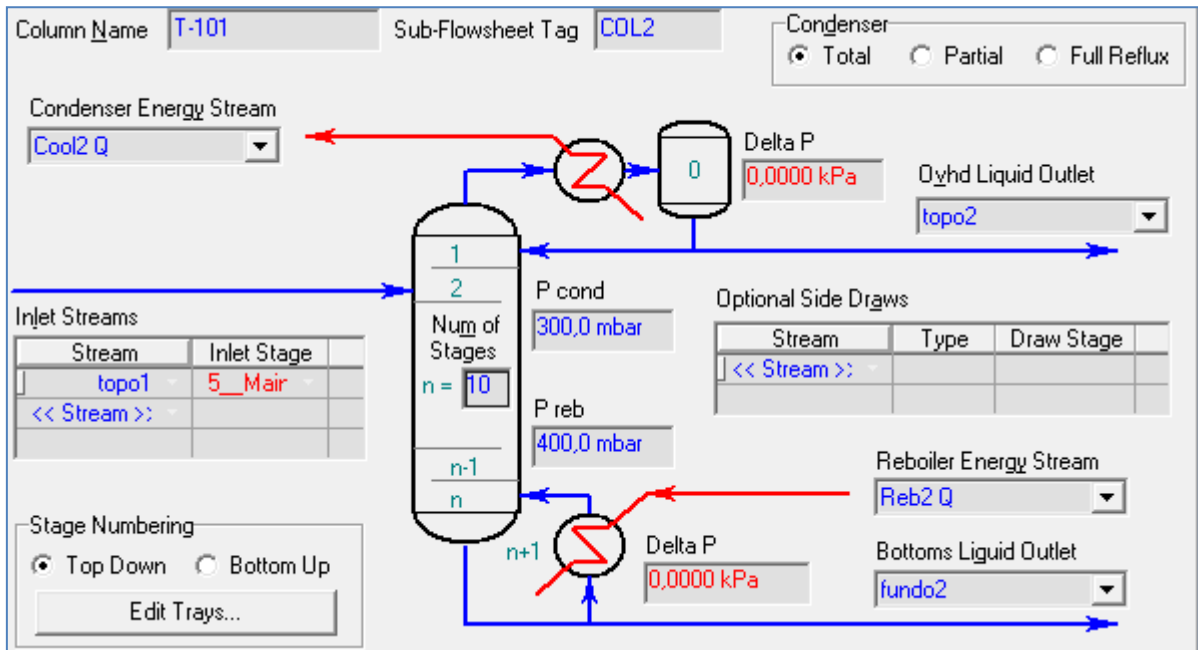 Column Name T-101 Sub-Flowsheet Tag COL2
Condenser
Total Partial Full Reflux
Condenser Energy Stream
Cool2 Q
0
Delta P
0,0000 kPa
Ovhd Liquid Outlet
topo2
1
2
Num of
Stages
n = 10
n-1
n
n+1
P cond
300,0 mbar
P reb
400,0 mbar
Inlet Streams
Stream Inlet Stage
topo1 5__Mair
<< Stream >>
Optional Side Draws
Stream Type Draw Stage
<< Stream >>
Stage Numbering
Top Down Bottom Up
Edit Trays...
Delta P
0,0000 kPa
Reboiler Energy Stream
Reb2 Q
Bottoms Liquid Outlet
fundo2